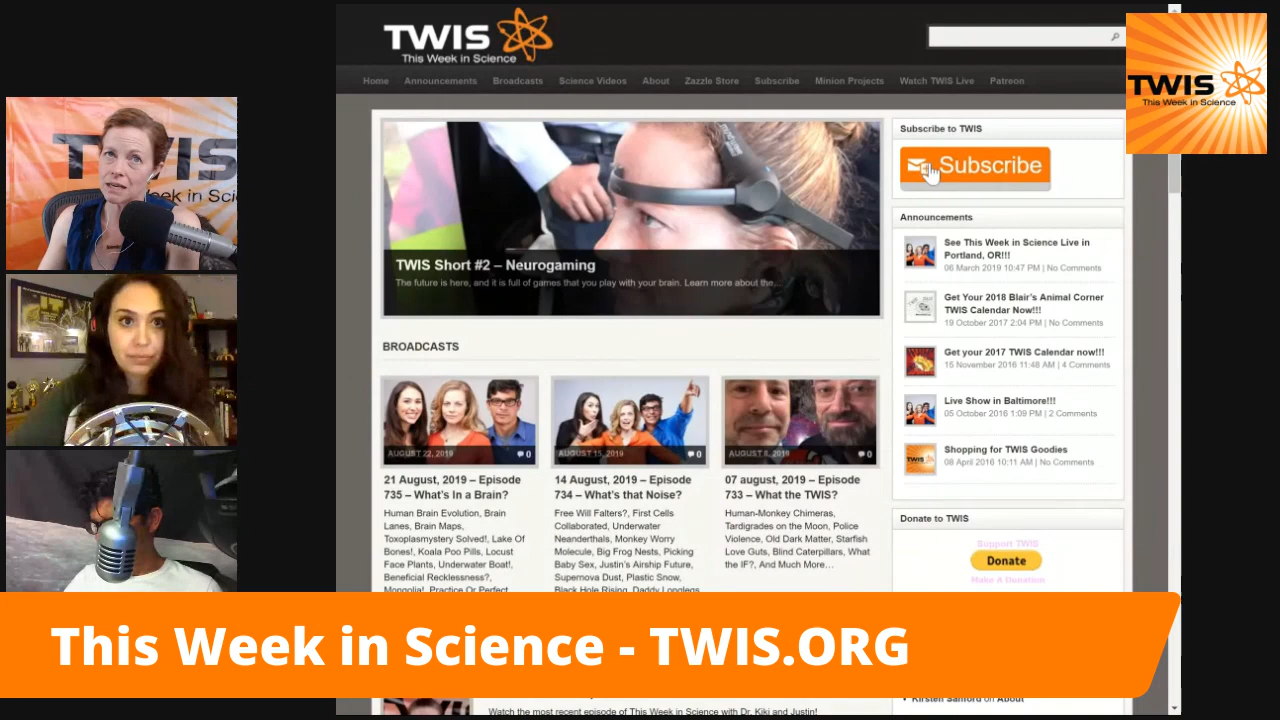 TWIS
This Week in Science
Home Announcements Broadcasts Science Videos About Zazzle Store Subscribe Minion Projects Watch TWIS Live Patreon
TWIS
This Week in Science
TWIS
eek in Sci
TWIS Short #2 – Neurogaming
The future is here, and it is full of games that you play with your brain. Learn more about the...
BROADCASTS
AUGUST 22, 2019 0
21 August, 2019 – Episode
735 – What's In a Brain?
Human Brain Evolution, Brain
Lanes, Brain Maps,
Toxoplasmystery Solved!, Lake Of
Bones!, Koala Poo Pills, Locust
Face Plants, Underwater Boat!,
Beneficial Recklessness?,
Mongolia!, Practice Or Perfect
AUGUST 15, 2019 0
14 August, 2019 – Episode
734 – What's that Noise?
Free Will Falters?, First Cells
Collaborated, Underwater
Neanderthals, Monkey Worry
Molecule, Big Frog Nests, Picking
Baby Sex, Justin's Airship Future,
Supernova Dust, Plastic Snow,
Black Hole Rising, Daddy Longlegs
AUGUST 8, 2019 0
07 august, 2019 – Episode
733 – What the TWIS?
Human-Monkey Chimeras,
Tardigrades on the Moon, Police
Violence, Old Dark Matter, Starfish
Love Guts, Blind Caterpillars, What
the IF?, And Much More…
Subscribe to TWIS
Subscribe
Announcements
See This Week in Science Live in
Portland, OR!!!
06 March 2019 10:47 PM | No Comments
Get Your 2018 Blair's Animal Corner
TWIS Calendar Now!!!
19 October 2017 2:04 PM | No Comments
Get your 2017 TWIS Calendar now!!!
15 November 2016 11:48 AM | 4 Comments
Live Show in Baltimore!!!
05 October 2016 1:09 PM | 2 Comments
Shopping for TWIS Goodies
08 April 2016 10:11 AM | No Comments
Donate to TWIS
Support TWIS
Donate
Make A Donation
This Week in Science - TWIS.ORG
Kirsten Sanford on About
Watch the most recent episode of This Week in Science with Dr. Kiki and Justin!